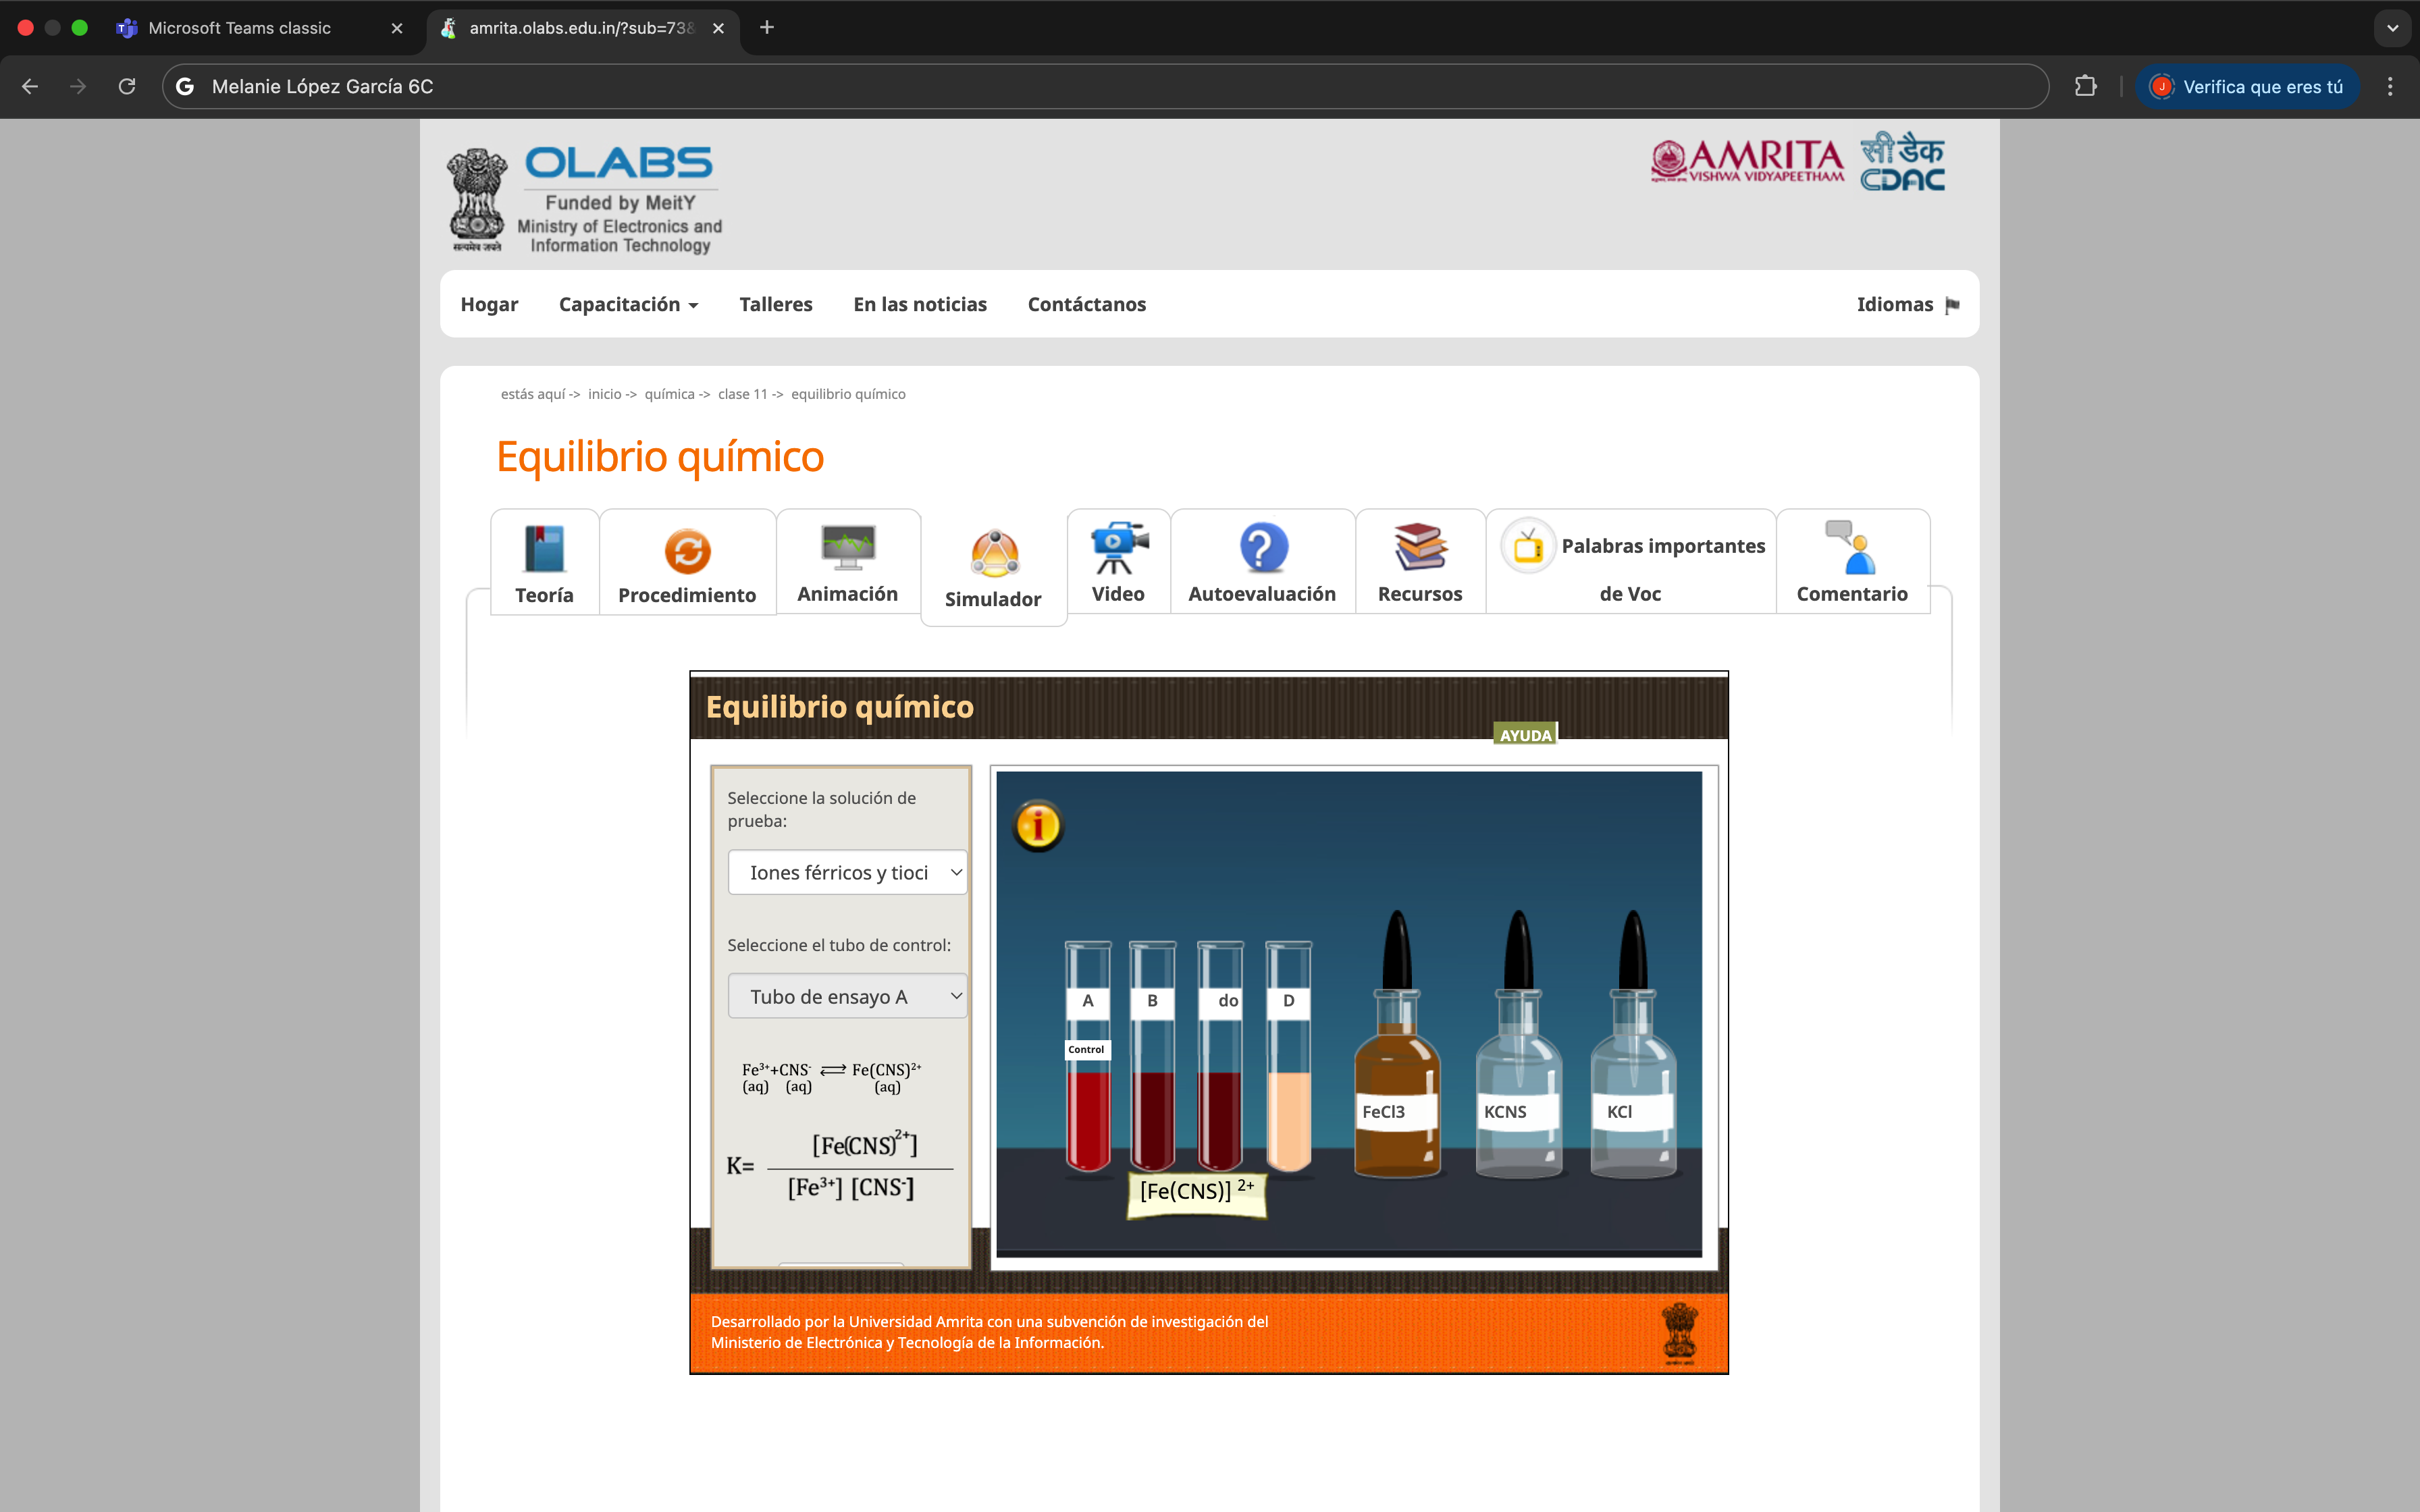 Microsoft Teams classic
amrita.olabs.edu.in/?sub=73&
Melanie López García 6C
Verifica que eres tú
OLABS
Funded by MeitY
Ministry of Electronics and
Information Technology
सत्यमेव जयते
AMRITA
VISHWA VIDYAPEETHAM
सी डैक
CDAC
Hogar Capacitación Talleres En las noticias Contáctanos Idiomas
estás aquí -> inicio -> química -> clase 11 -> equilibrio químico
Equilibrio químico
Teoría Procedimiento Animación Simulador Video Autoevaluación Recursos Palabras importantes de Voc Comentario
Equilibrio químico
AYUDA
Seleccione la solución de
prueba:
Iones férricos y tioci
Seleccione el tubo de control:
Tubo de ensayo A
Fe³⁺+CNS⁻ ⇌ Fe(CNS)²⁺
(aq) (aq) (aq)
K= [Fe(CNS)²⁺]
[Fe³⁺] [CNS⁻]
i
A B do D
Control
FeCl3 KCNS KCl
[Fe(CNS)] ²⁺
Desarrollado por la Universidad Amrita con una subvención de investigación del
Ministerio de Electrónica y Tecnología de la Información.